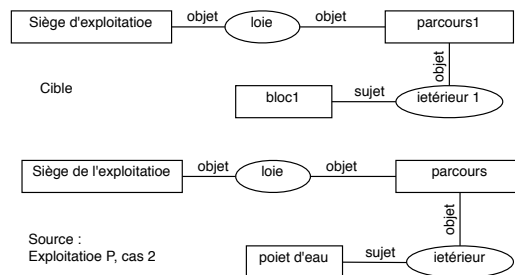 Siège d'exploitatioe objet loie objet parcours1
objet
Cible
bloc1 sujet ietérieur 1
Siège de l'exploitatioe objet loie objet parcours
objet
Source :
Exploitatioe P, cas 2
poiet d'eau sujet ietérieur